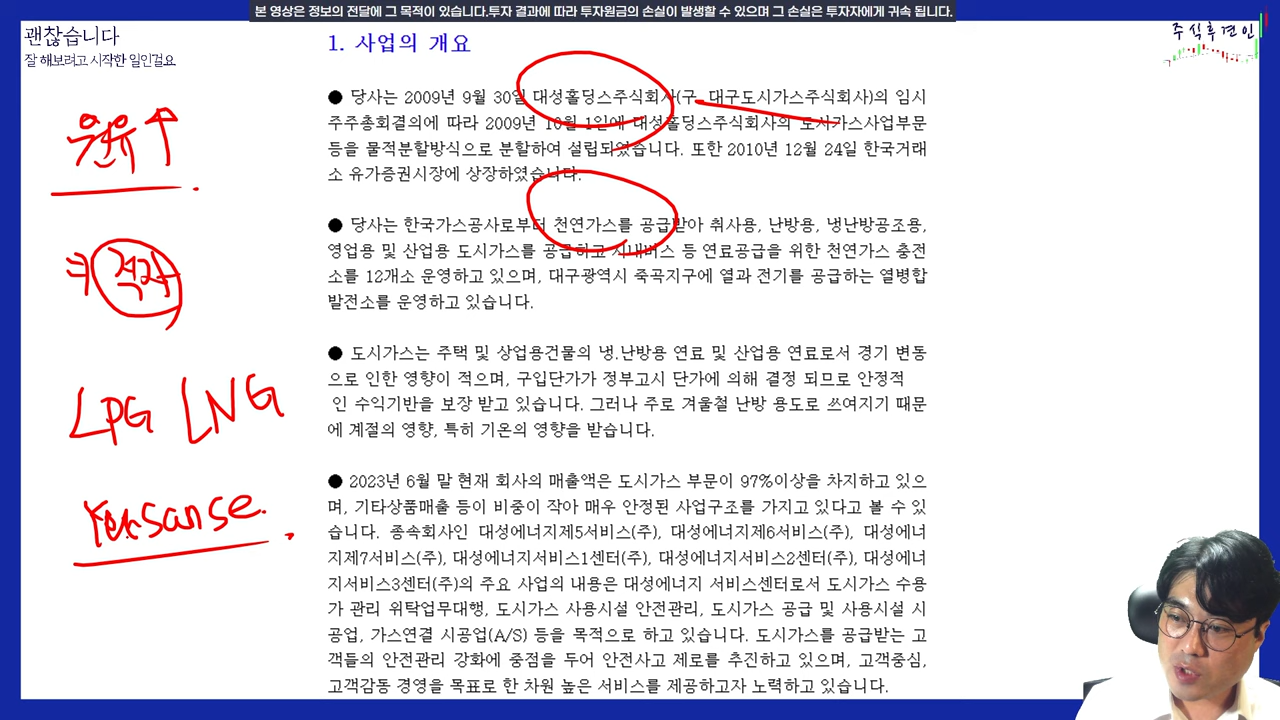 본 영상은 정보의 전달에 그 목적이 있습니다.투자 결과에 따라 투자원금의 손실이 발생할 수 있으며 그 손실은 투자자에게 귀속 됩니다.
괜찮습니다
잘 해보려고 시작한 일인걸요
주식후견인
원유↑
적자
LPG LNG
1. 사업의 개요
● 당사는 2009년 9월 30일 대성홀딩스주식회사(구 대구도시가스주식회사)의 임시
주주총회결의에 따라 2009년 10월 1일에 대성홀딩스주식회사의 도시가스사업부문
등을 물적분할방식으로 분할하여 설립되었습니다. 또한 2010년 12월 24일 한국거래
소 유가증권시장에 상장하였습니다.
● 당사는 한국가스공사로부터 천연가스를 공급받아 취사용, 난방용, 냉난방공조용,
영업용 및 산업용 도시가스를 공급하고 시내버스 등 연료공급을 위한 천연가스 충전
소를 12개소 운영하고 있으며, 대구광역시 죽곡지구에 열과 전기를 공급하는 열병합
발전소를 운영하고 있습니다.
● 도시가스는 주택 및 상업용건물의 냉.난방용 연료 및 산업용 연료로서 경기 변동
으로 인한 영향이 적으며, 구입단가가 정부고시 단가에 의해 결정 되므로 안정적
인 수익기반을 보장 받고 있습니다. 그러나 주로 겨울철 난방 용도로 쓰여지기 때문
에 계절의 영향, 특히 기온의 영향을 받습니다.
● 2023년 6월 말 현재 회사의 매출액은 도시가스 부문이 97%이상을 차지하고 있으
며, 기타상품매출 등이 비중이 작아 매우 안정된 사업구조를 가지고 있다고 볼 수 있
습니다. 종속회사인 대성에너지제5서비스(주), 대성에너지제6서비스(주), 대성에너
지제7서비스(주), 대성에너지서비스1센터(주), 대성에너지서비스2센터(주), 대성에너
지서비스3센터(주)의 주요 사업의 내용은 대성에너지 서비스센터로서 도시가스 수용
가 관리 위탁업무대행, 도시가스 사용시설 안전관리, 도시가스 공급 및 사용시설 시
공업, 가스연결 시공업(A/S) 등을 목적으로 하고 있습니다. 도시가스를 공급받는 고
객들의 안전관리 강화에 중점을 두어 안전사고 제로를 추진하고 있으며, 고객중심,
고객감동 경영을 목표로 한 차원 높은 서비스를 제공하고자 노력하고 있습니다.